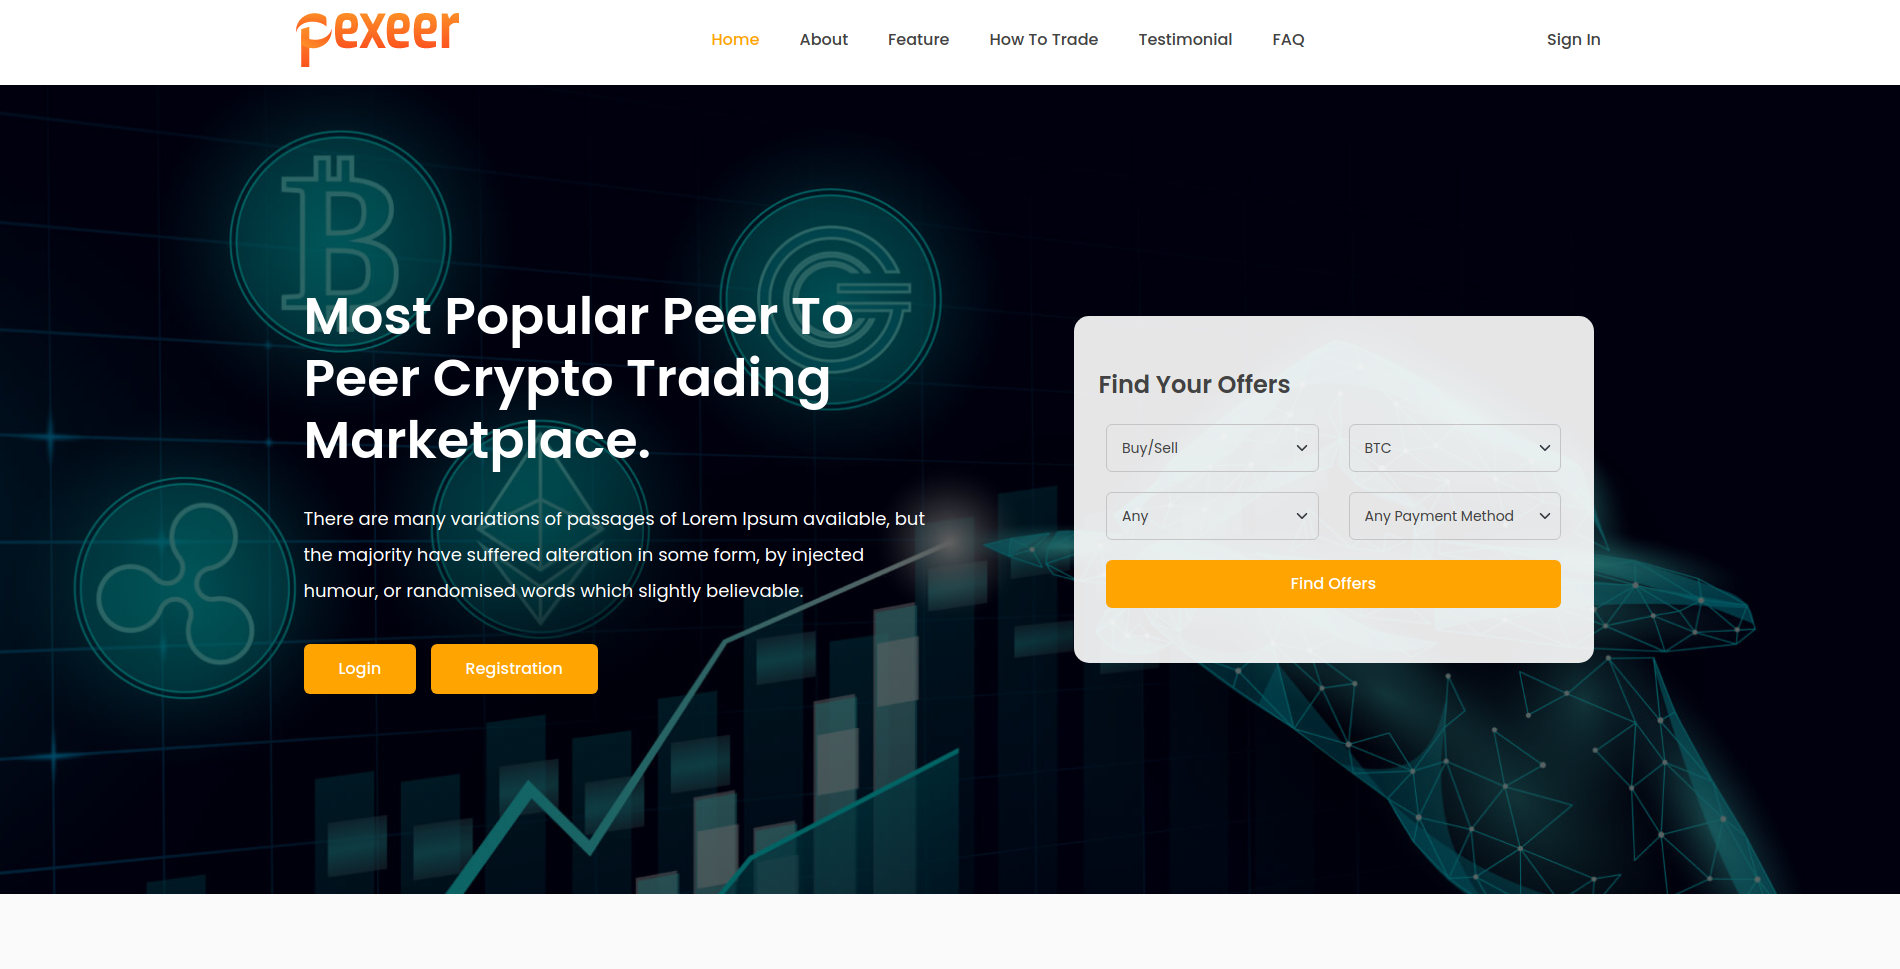 pexeer
Home
About
Feature
How To Trade
Testimonial
FAQ
Sign In
Most Popular Peer To
Peer Crypto Trading
Marketplace.
There are many variations of passages of Lorem Ipsum available, but
the majority have suffered alteration in some form, by injected
humour, or randomised words which slightly believable.
Login
Registration
Find Your Offers
Buy/Sell
BTC
Any
Any Payment Method
Find Offers